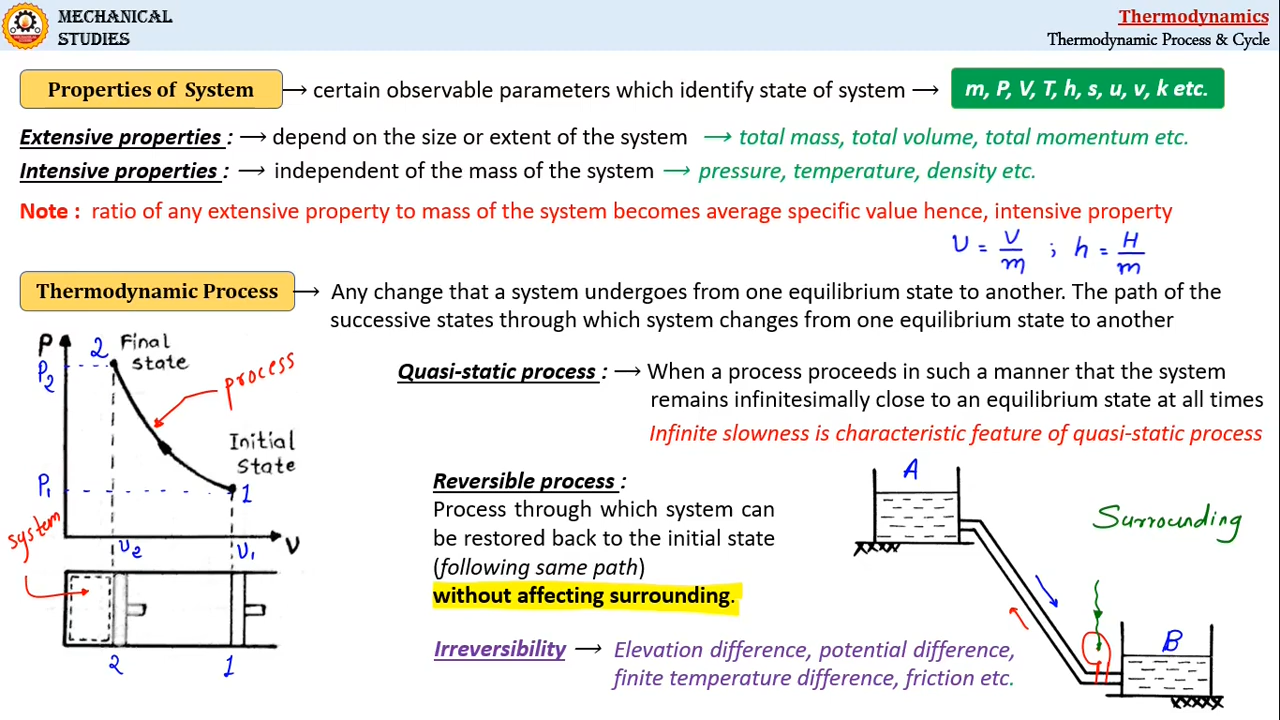 MECHANICAL
STUDIES
Thermodynamics
Thermodynamic Process & Cycle
Properties of System → certain observable parameters which identify state of system → m, P, V, T, h, s, u, v, k etc.
Extensive properties : → depend on the size or extent of the system → total mass, total volume, total momentum etc.
Intensive properties : → independent of the mass of the system → pressure, temperature, density etc.
Note : ratio of any extensive property to mass of the system becomes average specific value hence, intensive property
υ = V/m ; h = H/m
Thermodynamic Process → Any change that a system undergoes from one equilibrium state to another. The path of the
successive states through which system changes from one equilibrium state to another
P
2
Final
state
P2
process
Initial
state
P1
1
system
υ2
υ1
v
2
1
Quasi-static process : → When a process proceeds in such a manner that the system
remains infinitesimally close to an equilibrium state at all times
Infinite slowness is characteristic feature of quasi-static process
Reversible process :
Process through which system can
be restored back to the initial state
(following same path)
without affecting surrounding.
A
Surrounding
B
Irreversibility → Elevation difference, potential difference,
finite temperature difference, friction etc.